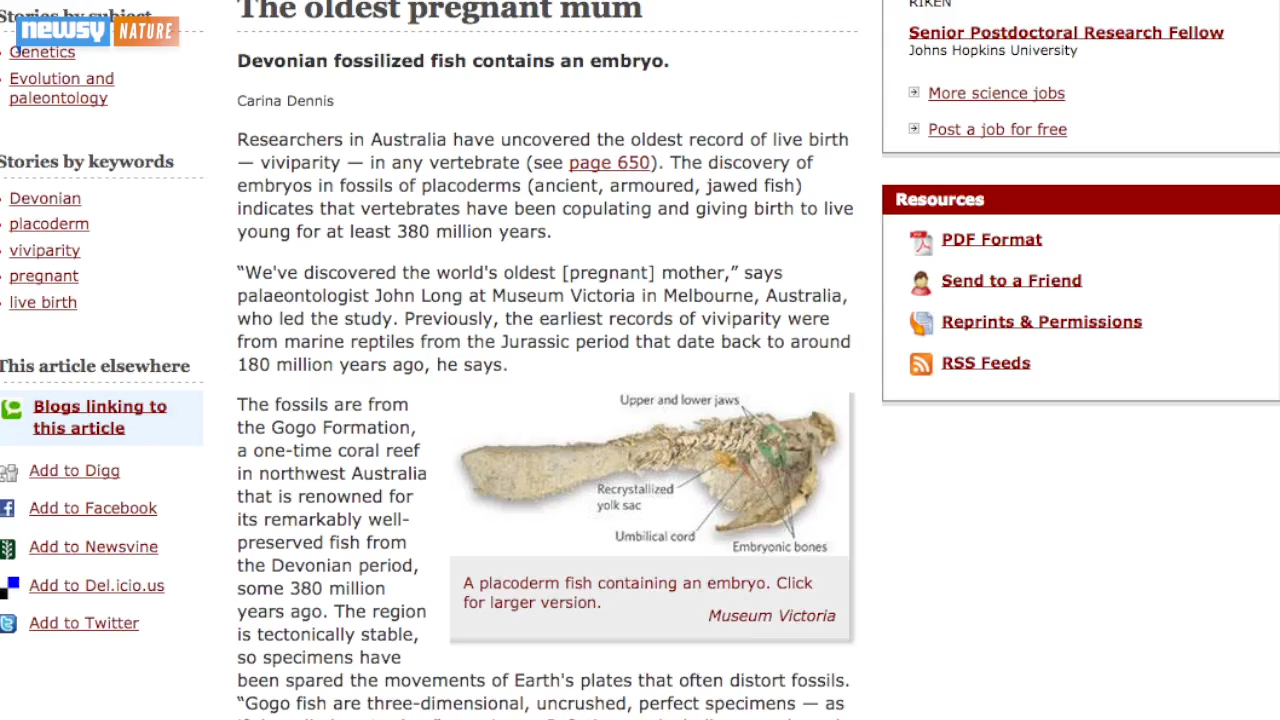 Stories by subject
newsy NATURE
Genetics
Evolution and
paleontology
Stories by keywords
Devonian
placoderm
viviparity
pregnant
live birth
This article elsewhere
Blogs linking to
this article
Add to Digg
Add to Facebook
Add to Newsvine
Add to Del.icio.us
Add to Twitter
The oldest pregnant mum
Devonian fossilized fish contains an embryo.
Carina Dennis
Researchers in Australia have uncovered the oldest record of live birth
— viviparity — in any vertebrate (see page 650). The discovery of
embryos in fossils of placoderms (ancient, armoured, jawed fish)
indicates that vertebrates have been copulating and giving birth to live
young for at least 380 million years.
“We've discovered the world's oldest [pregnant] mother,” says
palaeontologist John Long at Museum Victoria in Melbourne, Australia,
who led the study. Previously, the earliest records of viviparity were
from marine reptiles from the Jurassic period that date back to around
180 million years ago, he says.
The fossils are from
the Gogo Formation,
a one-time coral reef
in northwest Australia
that is renowned for
its remarkably well-
preserved fish from
the Devonian period,
some 380 million
years ago. The region
is tectonically stable,
so specimens have
been spared the movements of Earth's plates that often distort fossils.
“Gogo fish are three-dimensional, uncrushed, perfect specimens — as
Upper and lower jaws
Recrystallized
yolk sac
Umbilical cord
Embryonic bones
A placoderm fish containing an embryo. Click
for larger version.
Museum Victoria
RIKEN
Senior Postdoctoral Research Fellow
Johns Hopkins University
More science jobs
Post a job for free
Resources
PDF Format
Send to a Friend
Reprints & Permissions
RSS Feeds